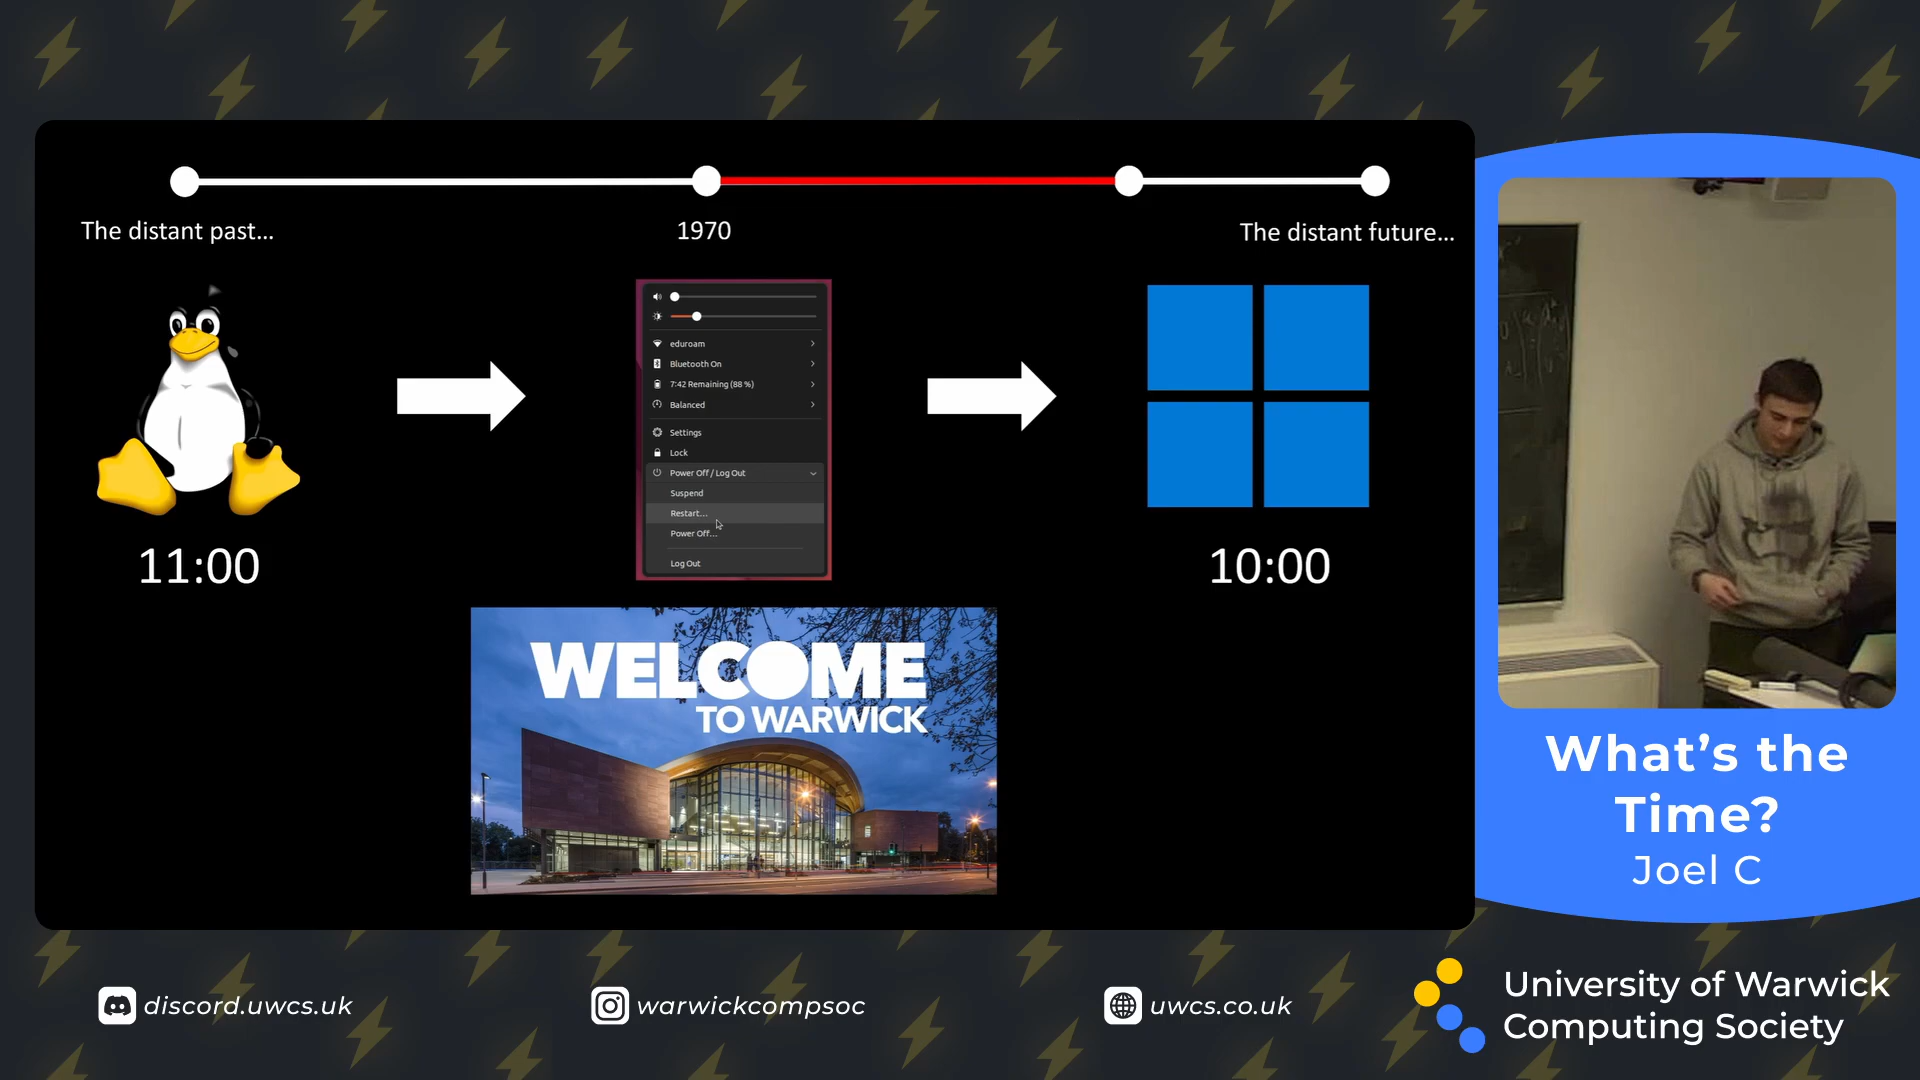 The distant past...
1970
The distant future...
eduroam
Bluetooth On
7:42 Remaining (88 %)
Balanced
Settings
Lock
Power Off / Log Out
Suspend
Restart...
Power Off...
Log Out
11:00
10:00
WELCOME
TO WARWICK
What's the
Time?
Joel C
discord.uwcs.uk
warwickcompsoc
uwcs.co.uk
University of Warwick
Computing Society